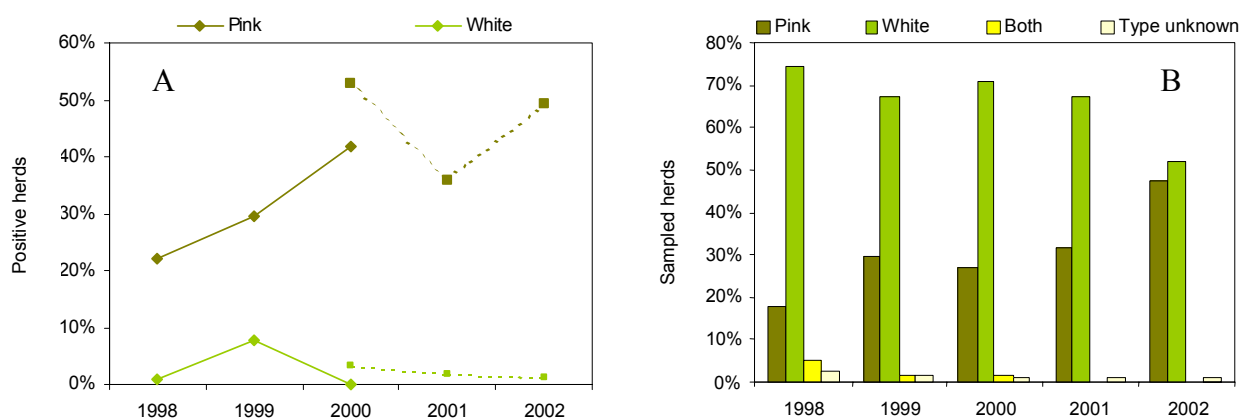 Pink White
60%
50%
40%
30%
20%
10%
0%
Positive herds
A
1998 1999 2000 2001 2002
Pink White Both Type unknown
80%
70%
60%
50%
40%
30%
20%
10%
0%
Sampled herds
B
1998 1999 2000 2001 2002